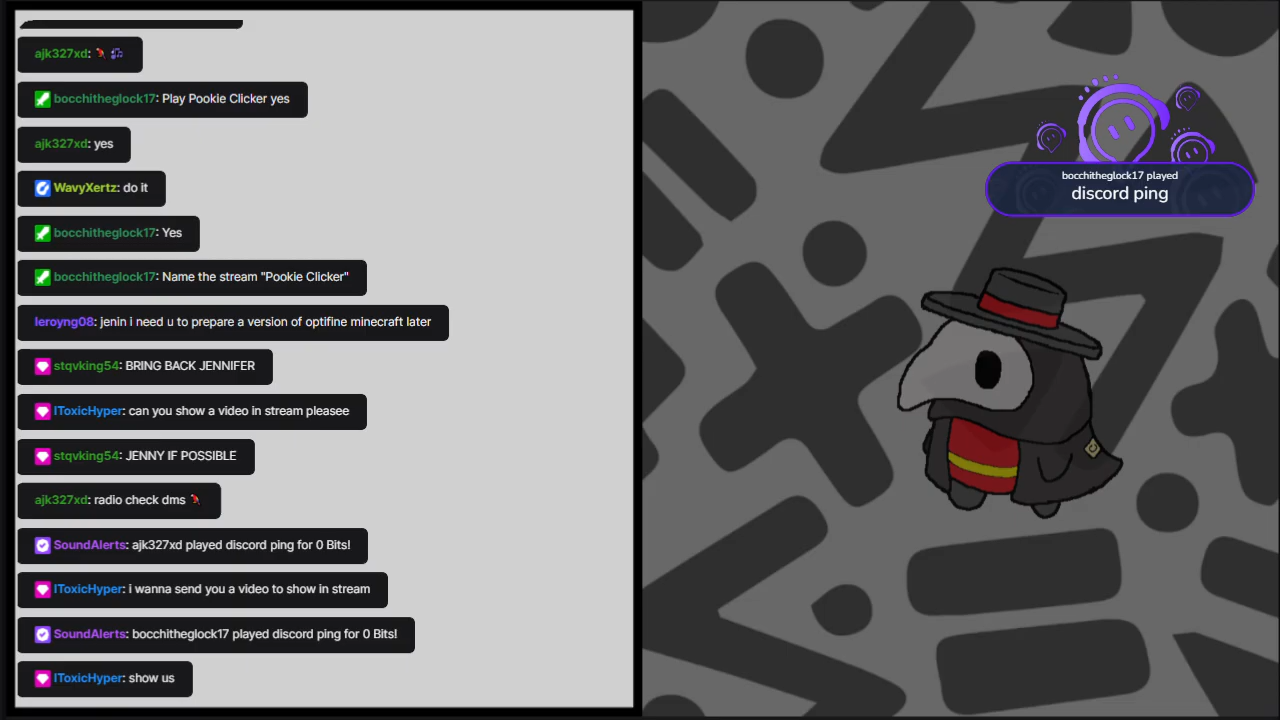 ajk327xd:
bocchitheglock17: Play Pookie Clicker yes
ajk327xd: yes
WavyXertz: do it
bocchitheglock17: Yes
bocchitheglock17: Name the stream "Pookie Clicker"
leroyng08: jenin i need u to prepare a version of optifine minecraft later
stqvking54: BRING BACK JENNIFER
IToxicHyper: can you show a video in stream pleasee
stqvking54: JENNY IF POSSIBLE
ajk327xd: radio check dms
SoundAlerts: ajk327xd played discord ping for 0 Bits!
IToxicHyper: i wanna send you a video to show in stream
SoundAlerts: bocchitheglock17 played discord ping for 0 Bits!
IToxicHyper: show us
bocchitheglock17 played
discord ping